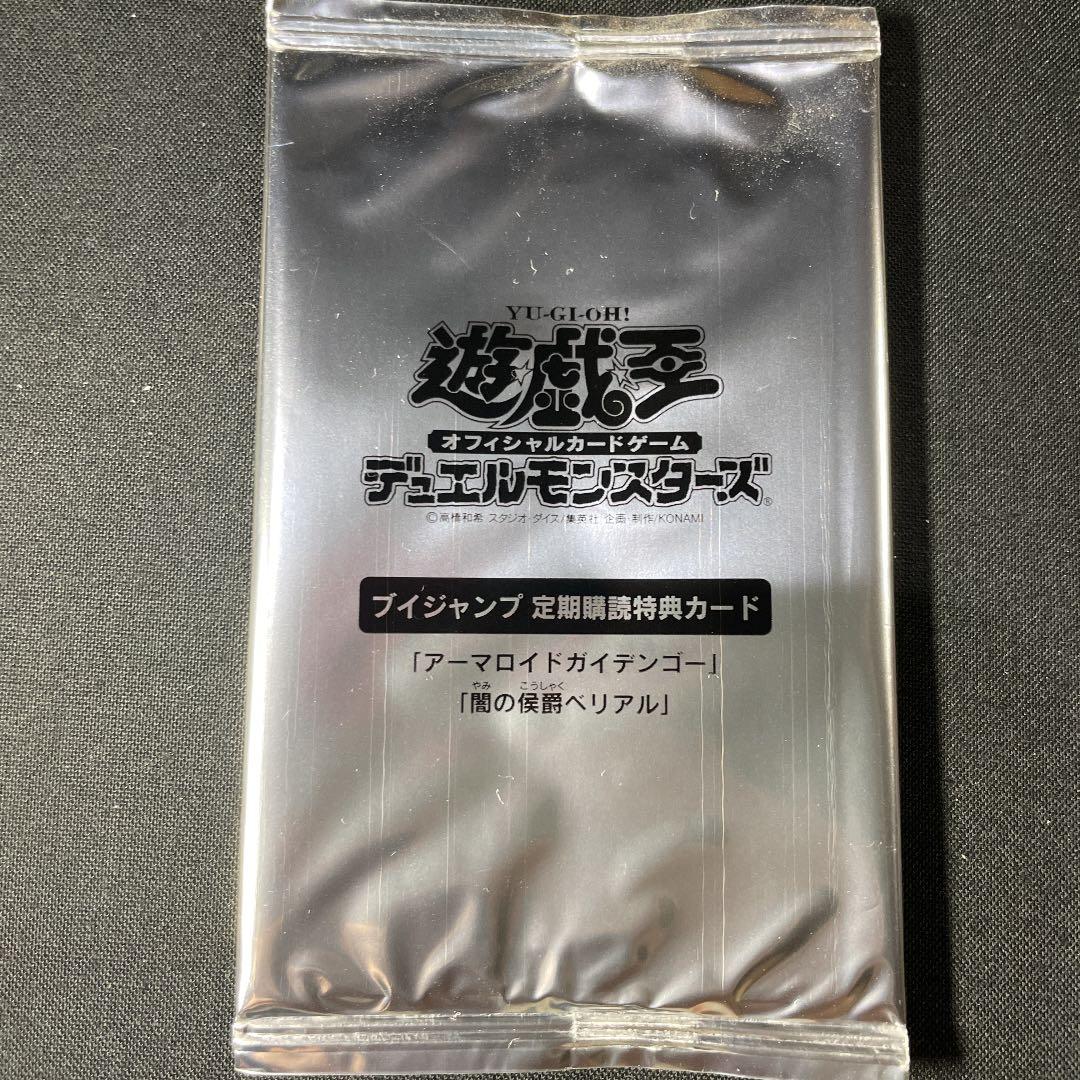 YU-GI-OH!
遊☆戯☆王
オフィシャルカードゲーム
デュエルモンスターズ®
©高橋和希 スタジオ・ダイス/集英社 企画・制作/KONAMI
ブイジャンプ 定期購読特典カード
「アーマロイドガイデンゴー」
やみ こうしゃく
「闇の侯爵ベリアル」